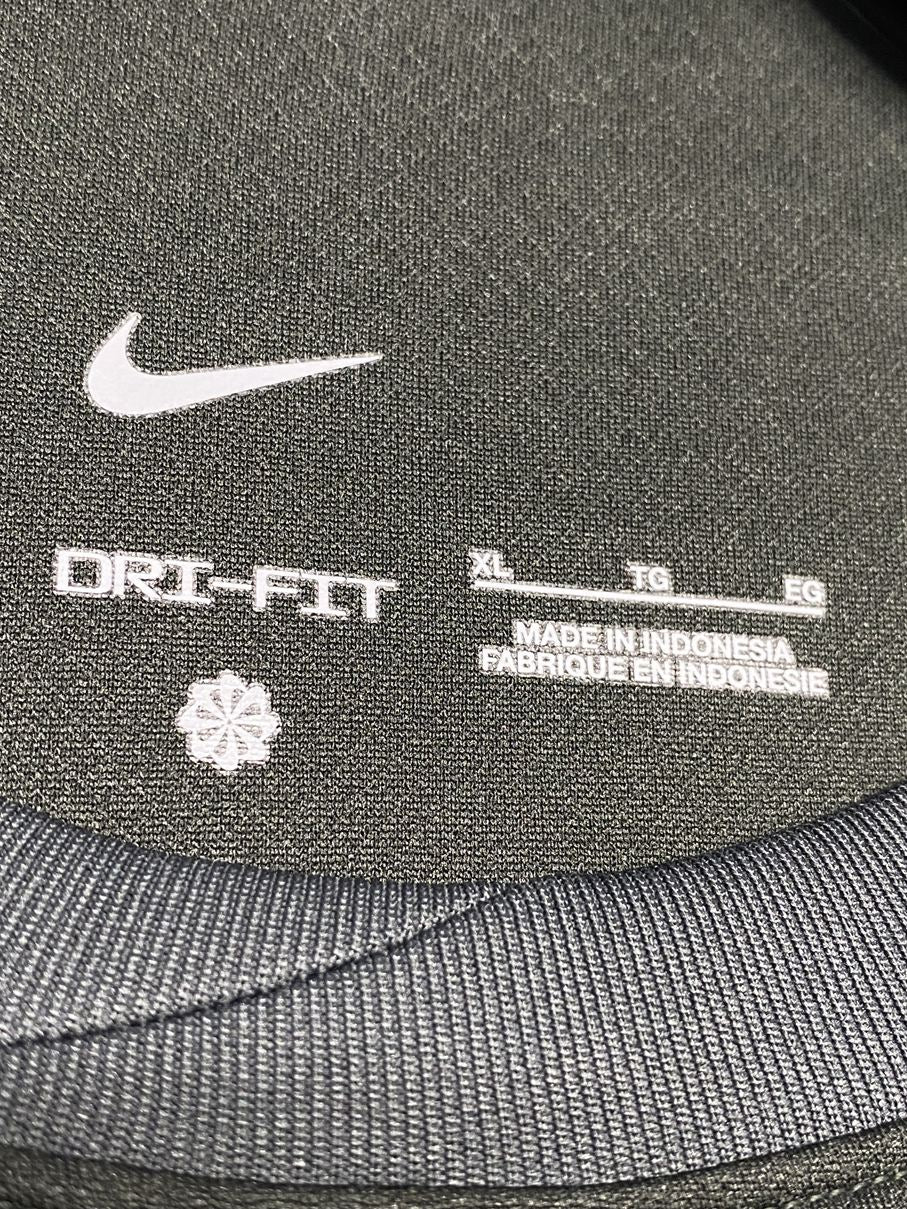 DRI-FIT
XL TG EG
MADE IN INDONESIA
FABRIQUE EN INDONESIE